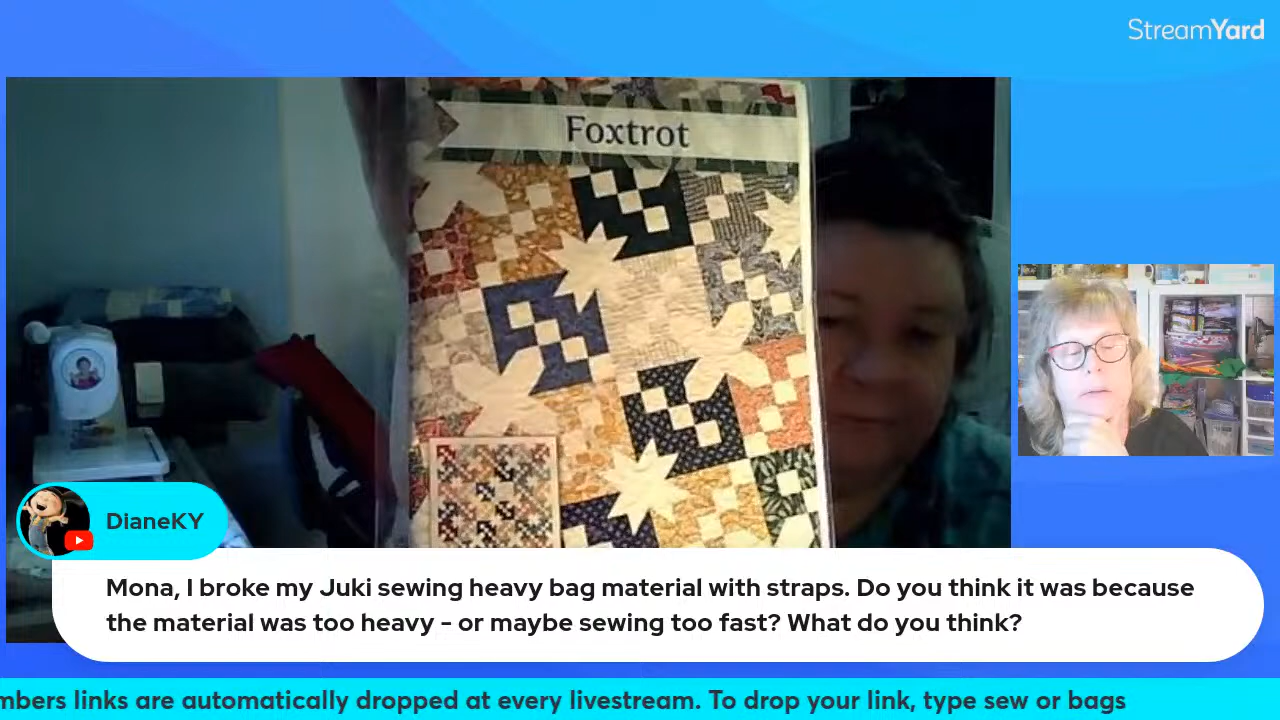 StreamYard
Foxtrot
DianeKY
Mona, I broke my Juki sewing heavy bag material with straps. Do you think it was because
the material was too heavy - or maybe sewing too fast? What do you think?
mbers links are automatically dropped at every livestream. To drop your link, type sew or bags